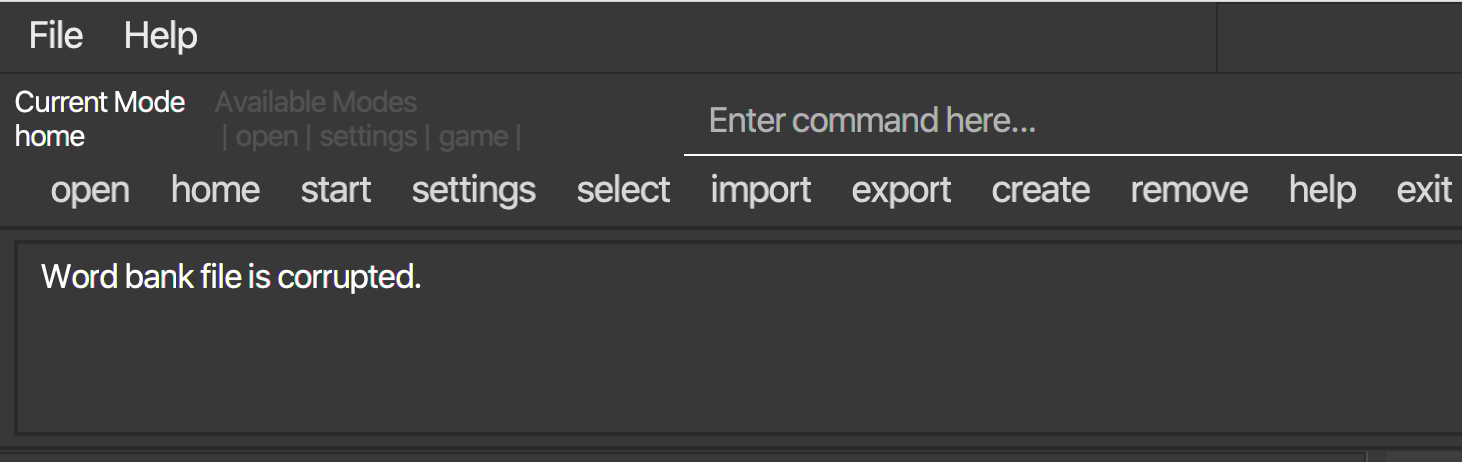 File Help
Current Mode Available Modes
home | open | settings | game |
Enter command here...
open home start settings select import export create remove help exit
Word bank file is corrupted.